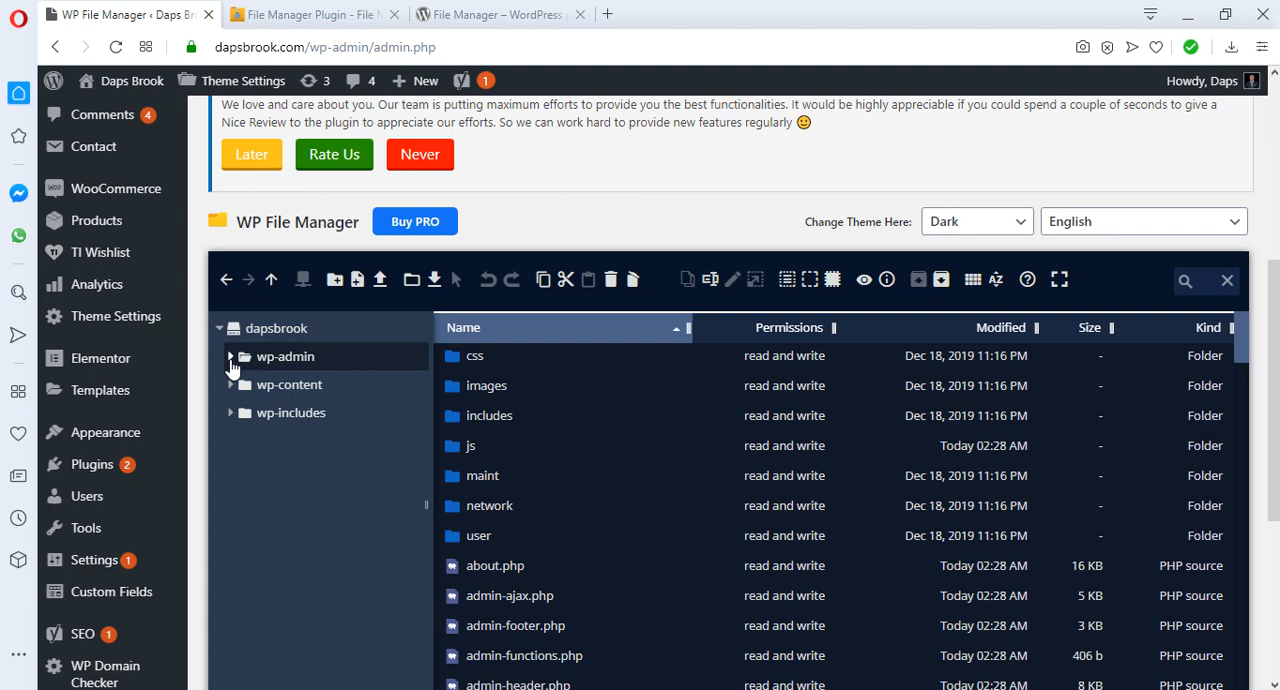 WP File Manager ‹ Daps Br
File Manager Plugin - File M
File Manager – WordPress
dapsbrook.com/wp-admin/admin.php
Daps Brook
Theme Settings
3
4
New
1
Howdy, Daps
Comments 4
Contact
WooCommerce
Products
TI Wishlist
Analytics
Theme Settings
Elementor
Templates
Appearance
Plugins 2
Users
Tools
Settings 1
Custom Fields
SEO 1
WP Domain
Checker
We love and care about you. Our team is putting maximum efforts to provide you the best functionalities. It would be highly appreciable if you could spend a couple of seconds to give a
Nice Review to the plugin to appreciate our efforts. So we can work hard to provide new features regularly
Later Rate Us Never
WP File Manager Buy PRO Change Theme Here: Dark English
dapsbrook
wp-admin
wp-content
wp-includes
Name Permissions Modified Size Kind
css read and write Dec 18, 2019 11:16 PM - Folder
images read and write Dec 18, 2019 11:16 PM - Folder
includes read and write Dec 18, 2019 11:16 PM - Folder
js read and write Today 02:28 AM - Folder
maint read and write Dec 18, 2019 11:16 PM - Folder
network read and write Dec 18, 2019 11:16 PM - Folder
user read and write Dec 18, 2019 11:16 PM - Folder
about.php read and write Today 02:28 AM 16 KB PHP source
admin-ajax.php read and write Today 02:28 AM 5 KB PHP source
admin-footer.php read and write Today 02:28 AM 3 KB PHP source
admin-functions.php read and write Today 02:28 AM 406 b PHP source
admin-header.php read and write Today 02:28 AM 8 KB PHP source